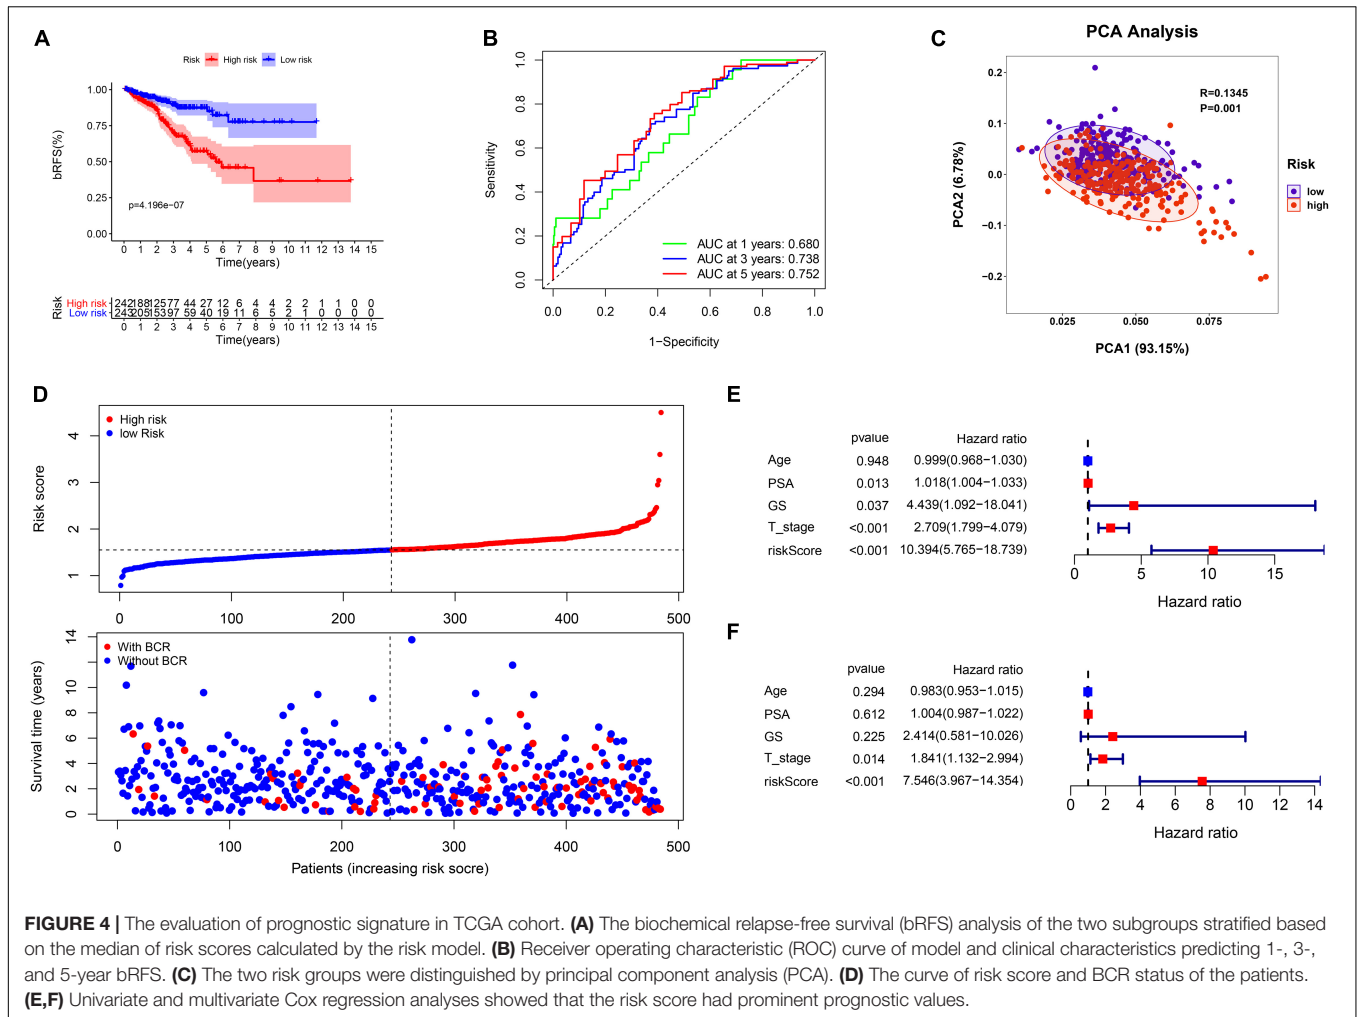 A
Risk High risk Low risk
1.00
0.75
0.50
0.25
0.00
bRFS(%)
p=4.196e−07
0 1 2 3 4 5 6 7 8 9 10 11 12 13 14 15
Time(years)
Risk
High risk 242 188 125 77 44 27 12 6 4 4 2 2 1 1 0 0
Low risk 243 205 153 97 59 40 19 11 6 5 2 1 0 0 0 0
0 1 2 3 4 5 6 7 8 9 10 11 12 13 14 15
Time(years)
B
1.0
0.8
0.6
0.4
0.2
0.0
Sensitivity
AUC at 1 years: 0.680
AUC at 3 years: 0.738
AUC at 5 years: 0.752
0.0 0.2 0.4 0.6 0.8 1.0
1−Specificity
C
PCA Analysis
0.2
0.1
0.0
−0.1
−0.2
PCA2 (6.78%)
R=0.1345
P=0.001
Risk
low
high
0.025 0.050 0.075
PCA1 (93.15%)
D
High risk
low Risk
4
3
2
1
Risk score
0 100 200 300 400 500
With BCR
Without BCR
14
10
8
6
4
2
0
Survival time (years)
0 100 200 300 400 500
Patients (increasing risk socre)
E
pvalue Hazard ratio
Age 0.948 0.999(0.968−1.030)
PSA 0.013 1.018(1.004−1.033)
GS 0.037 4.439(1.092−18.041)
T_stage <0.001 2.709(1.799−4.079)
riskScore <0.001 10.394(5.765−18.739)
0 5 10 15
Hazard ratio
F
pvalue Hazard ratio
Age 0.294 0.983(0.953−1.015)
PSA 0.612 1.004(0.987−1.022)
GS 0.225 2.414(0.581−10.026)
T_stage 0.014 1.841(1.132−2.994)
riskScore <0.001 7.546(3.967−14.354)
0 2 4 6 8 10 12 14
Hazard ratio
FIGURE 4 | The evaluation of prognostic signature in TCGA cohort. (A) The biochemical relapse-free survival (bRFS) analysis of the two subgroups stratified based
on the median of risk scores calculated by the risk model. (B) Receiver operating characteristic (ROC) curve of model and clinical characteristics predicting 1-, 3-,
and 5-year bRFS. (C) The two risk groups were distinguished by principal component analysis (PCA). (D) The curve of risk score and BCR status of the patients.
(E,F) Univariate and multivariate Cox regression analyses showed that the risk score had prominent prognostic values.